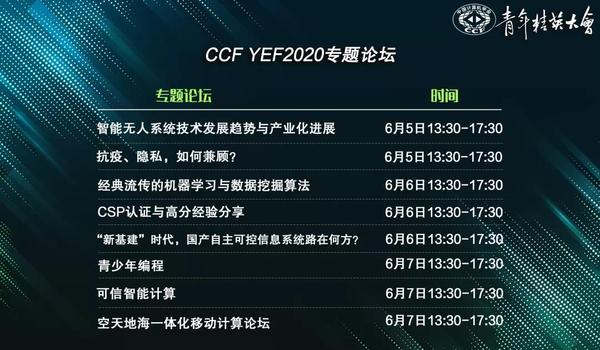 青年精英大會
CCF YEF2020专题论坛
专题论坛 时间
智能无人系统技术发展趋势与产业化进展 6月5日13:30-17:30
抗疫、隐私，如何兼顾？ 6月5日13:30-17:30
经典流传的机器学习与数据挖掘算法 6月6日13:30-17:30
CSP认证与高分经验分享 6月6日13:30-17:30
“新基建”时代，国产自主可控信息系统路在何方？ 6月6日13:30-17:30
青少年编程 6月7日13:30-17:30
可信智能计算 6月7日13:30-17:30
空天地海一体化移动计算论坛 6月7日13:30-17:30